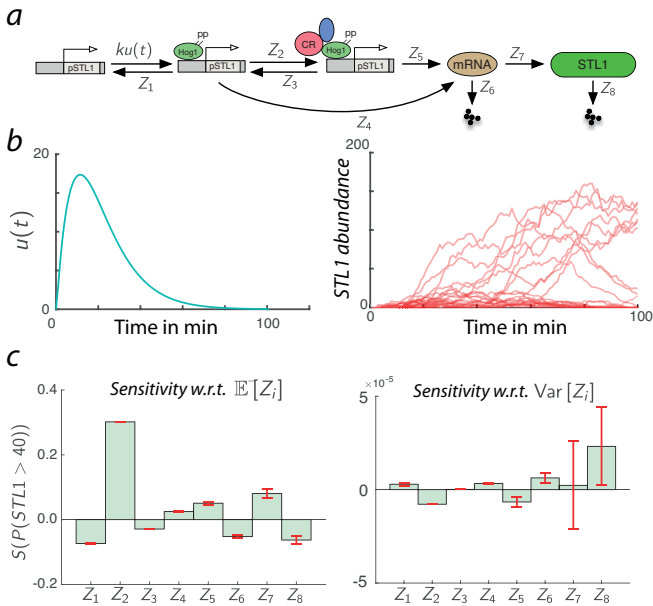 a
pp
pp
ku(t)
Z2
CR
Hog1
Hog1
Z5
mRNA
Z7
STL1
pSTL1
pSTL1
pSTL1
Z1
Z3
Z6
Z8
Z4
b
20
u(t)
0
0
100
Time in min
200
STL1 abundance
0
0
100
Time in min
c
Sensitivity w.r.t. 𝔼[Zi]
0.4
0.2
0.0
-0.2
S(P(STL1 > 40))
Z1 Z2 Z3 Z4 Z5 Z6 Z7 Z8
×10^-5
Sensitivity w.r.t. Var [Zi]
5
0
-5
Z1 Z2 Z3 Z4 Z5 Z6 Z7 Z8